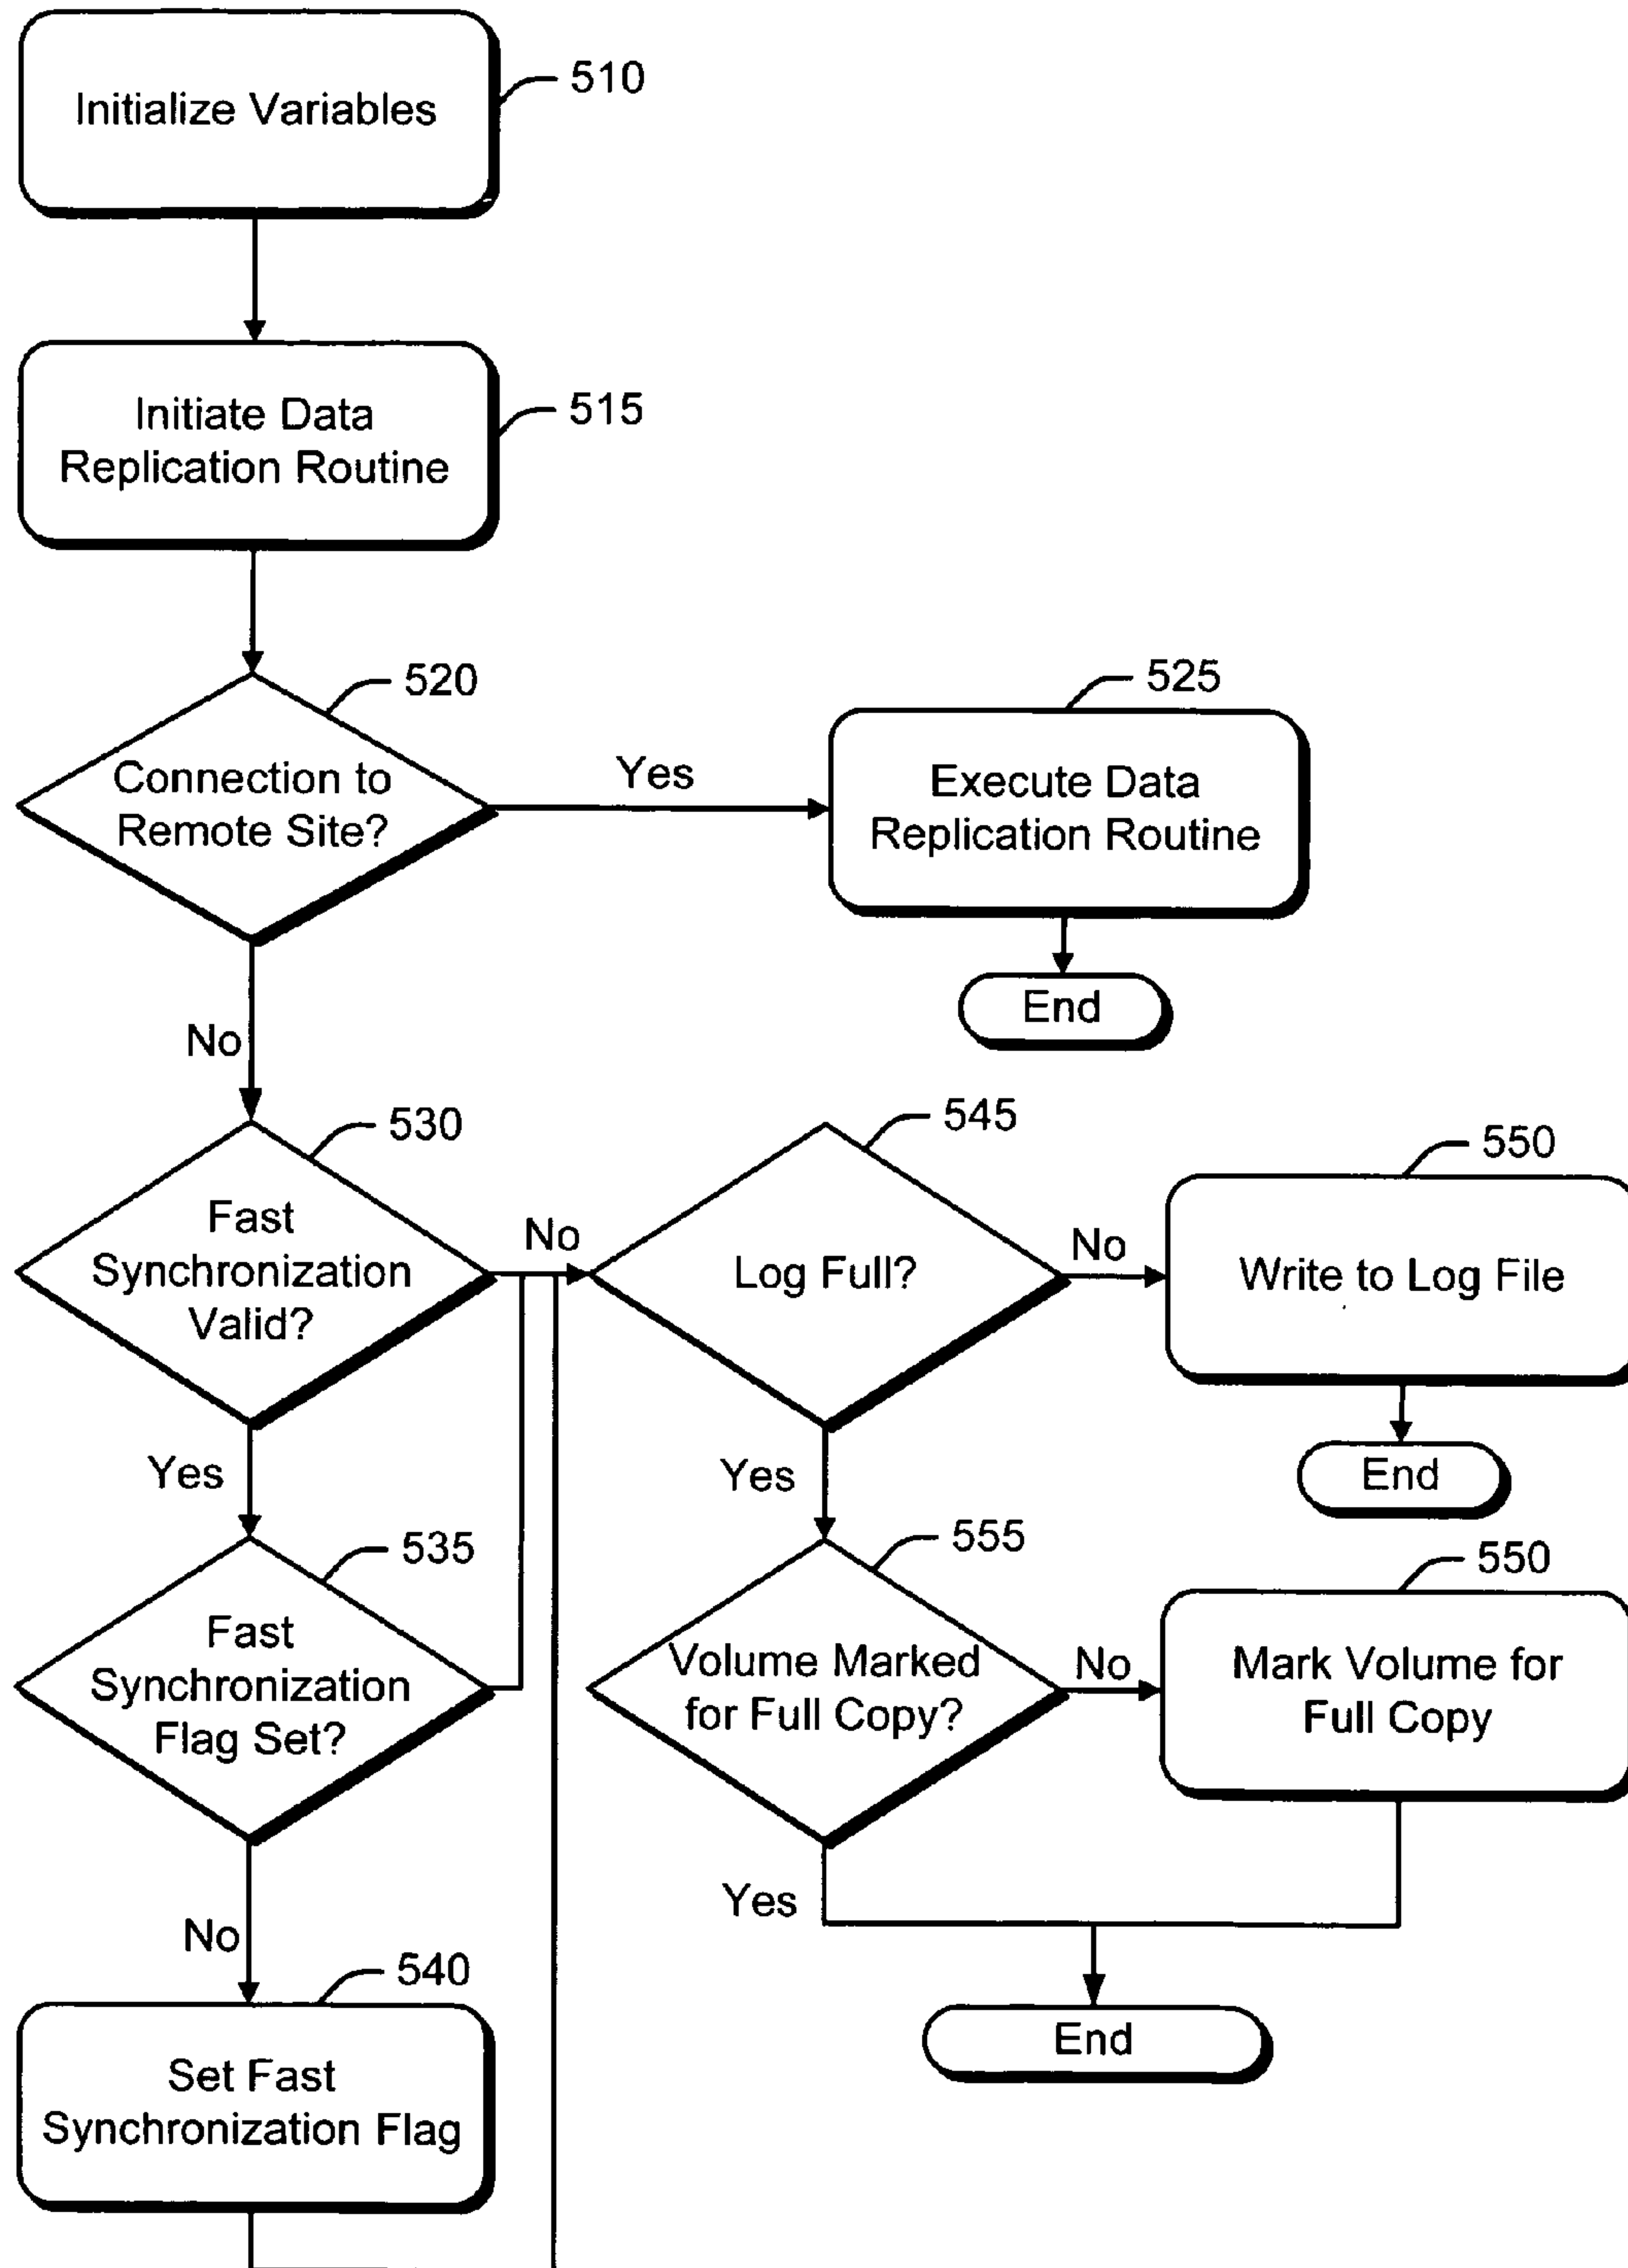 Initialize Variables
510
Initiate Data
Replication Routine
515
520
Connection to
Remote Site?
Yes
525
Execute Data
Replication Routine
End
No
530
Fast
Synchronization
Valid?
No
545
Log Full?
No
550
Write to Log File
End
Yes
Yes
535
Fast
Synchronization
Flag Set?
555
Volume Marked
for Full Copy?
No
550
Mark Volume for
Full Copy
No
Yes
540
Set Fast
Synchronization Flag
End